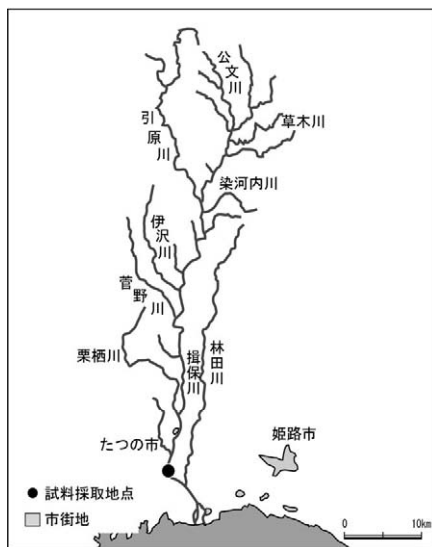 公文川
引原川
草木川
染河内川
伊沢川
菅野川
栗栖川
揖保川
林田川
たつの市
姫路市
● 試料採取地点
市街地
0 10km